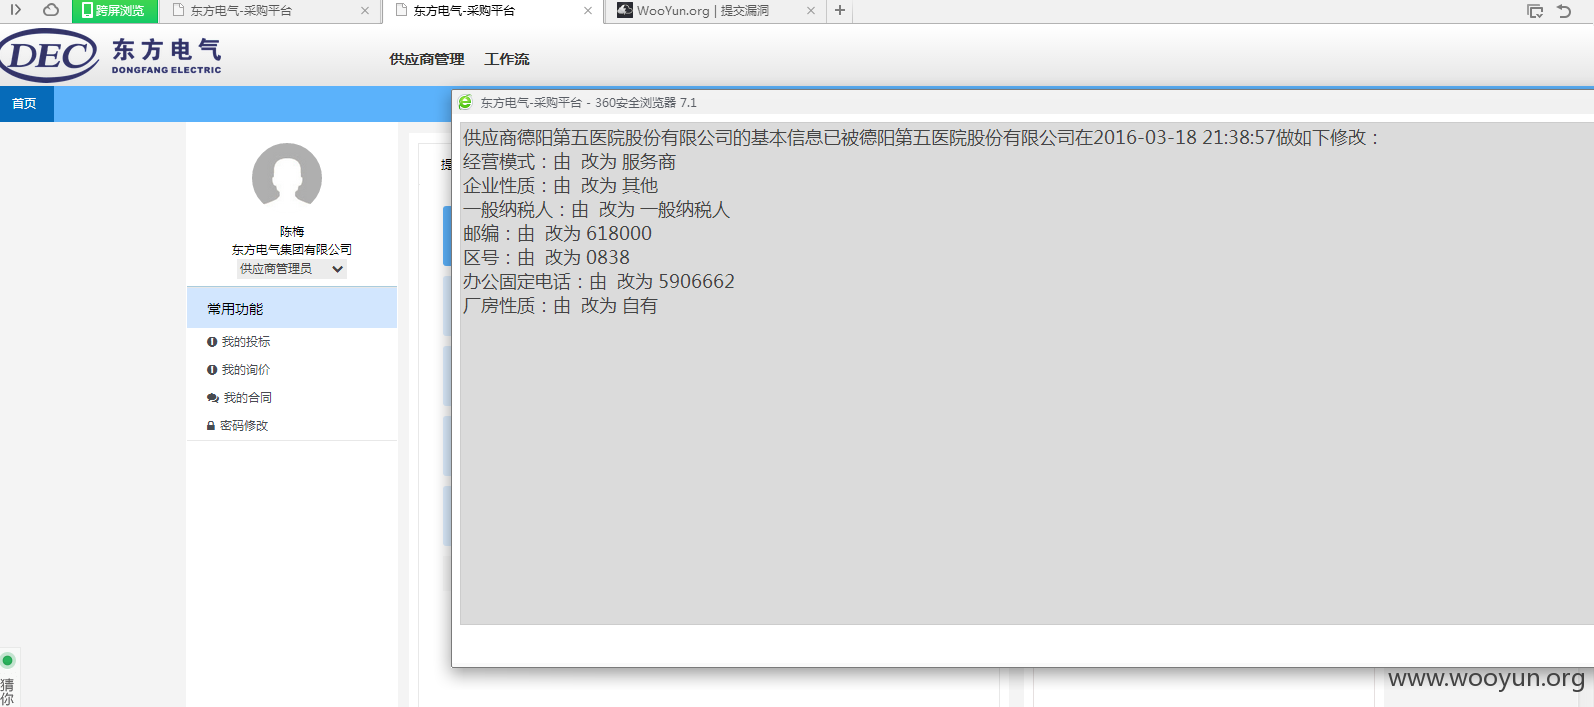 跨屏浏览
东方电气-采购平台
东方电气-采购平台
WooYun.org | 提交漏洞
DEC 东方电气
DONGFANG ELECTRIC
供应商管理 工作流
首页
东方电气-采购平台 - 360安全浏览器 7.1
供应商德阳第五医院股份有限公司的基本信息已被德阳第五医院股份有限公司在2016-03-18 21:38:57做如下修改：
经营模式：由 改为 服务商
企业性质：由 改为 其他
一般纳税人：由 改为 一般纳税人
邮编：由 改为 618000
区号：由 改为 0838
办公固定电话：由 改为 5906662
厂房性质：由 改为 自有
陈梅
东方电气集团有限公司
供应商管理员
常用功能
我的投标
我的询价
我的合同
密码修改
猜
你
www.wooyun.org